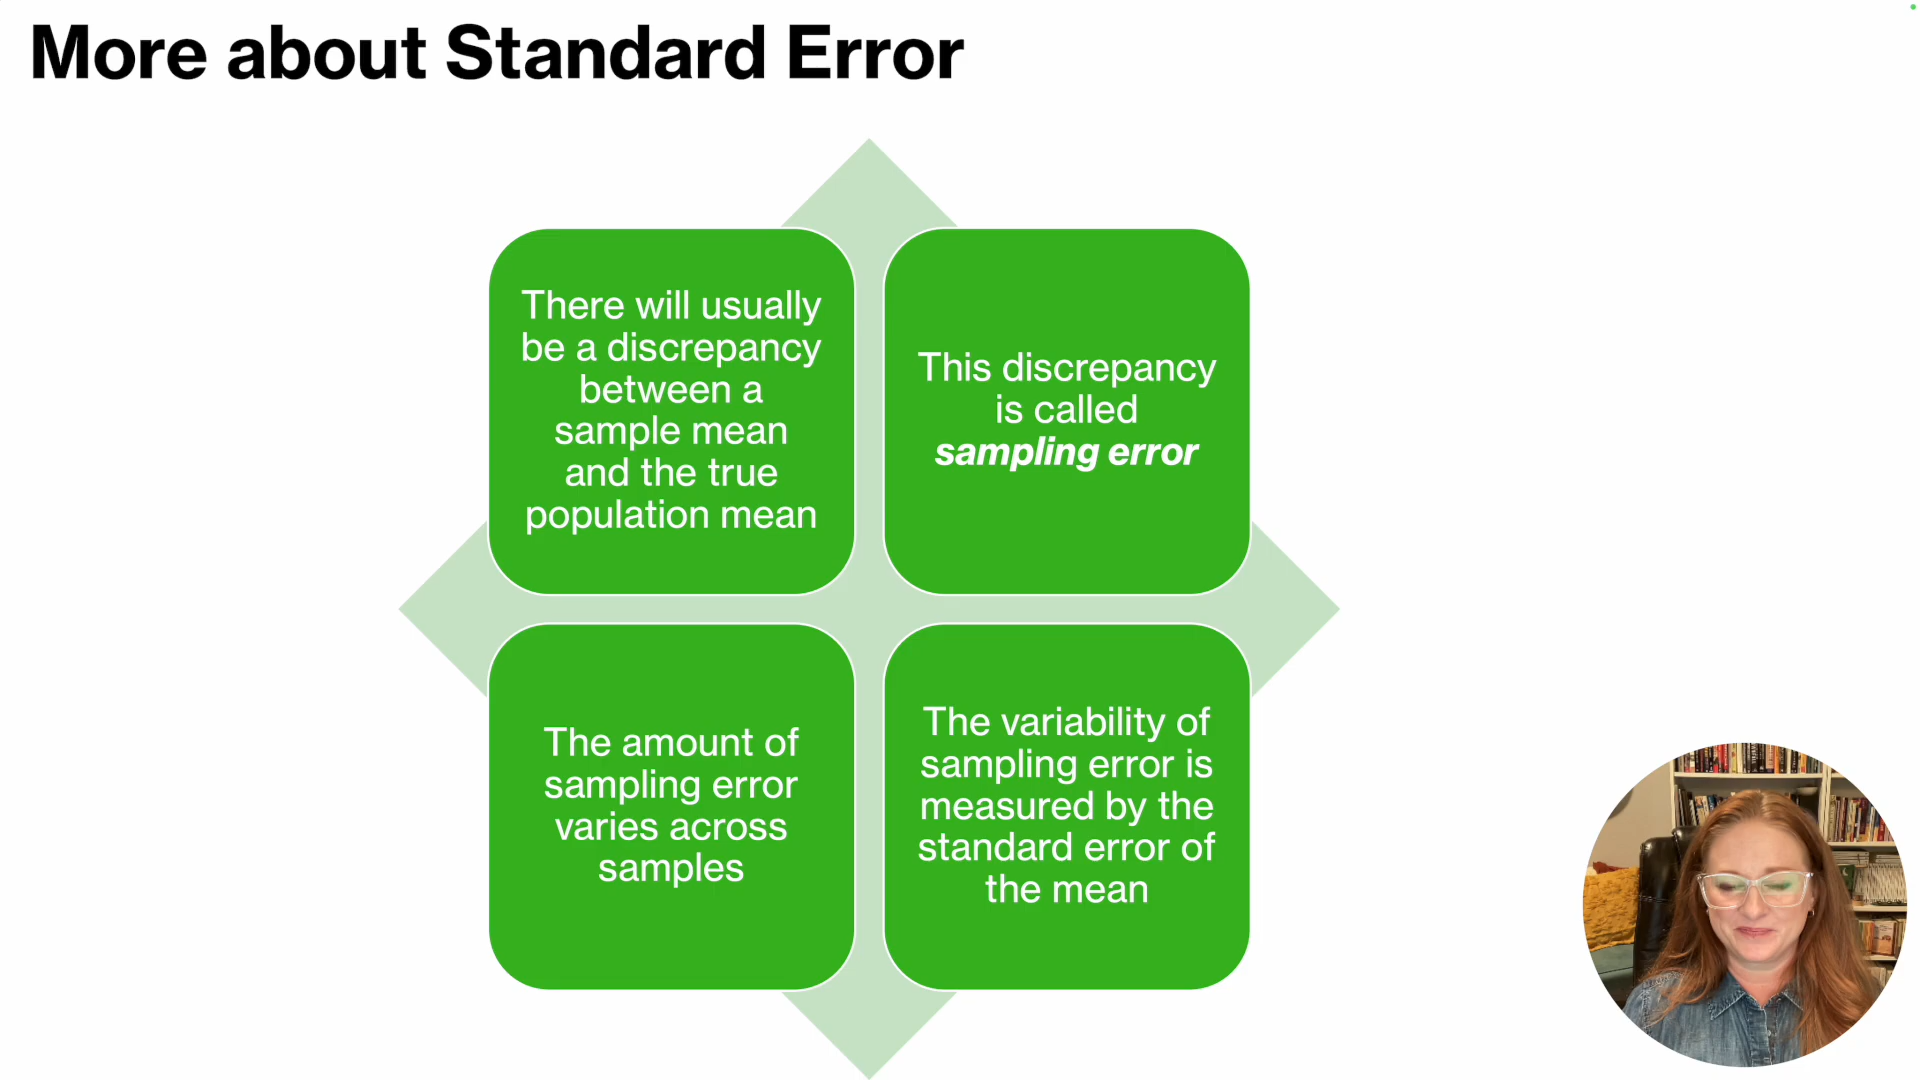 More about Standard Error
There will usually
be a discrepancy
between a
sample mean
and the true
population mean
This discrepancy
is called
sampling error
The amount of
sampling error
varies across
samples
The variability of
sampling error is
measured by the
standard error of
the mean